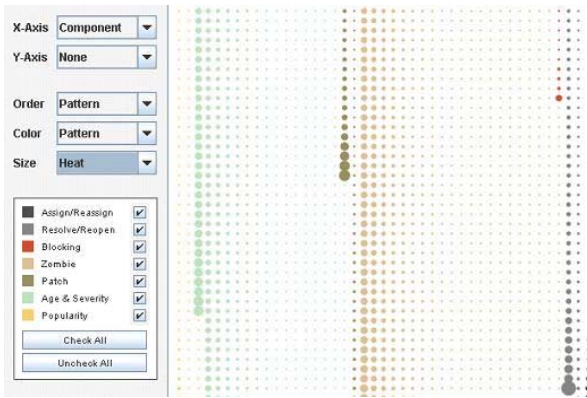 X-Axis Component
Y-Axis None
Order Pattern
Color Pattern
Size Heat
Assign/Reassign
Resolve/Reopen
Blocking
Zombie
Patch
Age & Severity
Popularity
Check All
Uncheck All